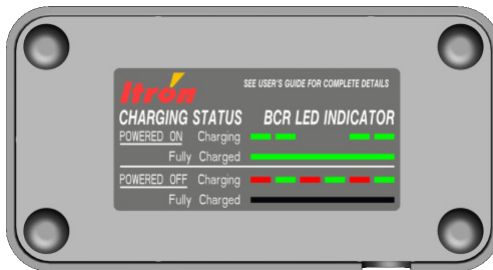 Itron
SEE USER'S GUIDE FOR COMPLETE DETAILS
CHARGING STATUS BCR LED INDICATOR
POWERED ON Charging
Fully Charged
POWERED OFF Charging
Fully Charged